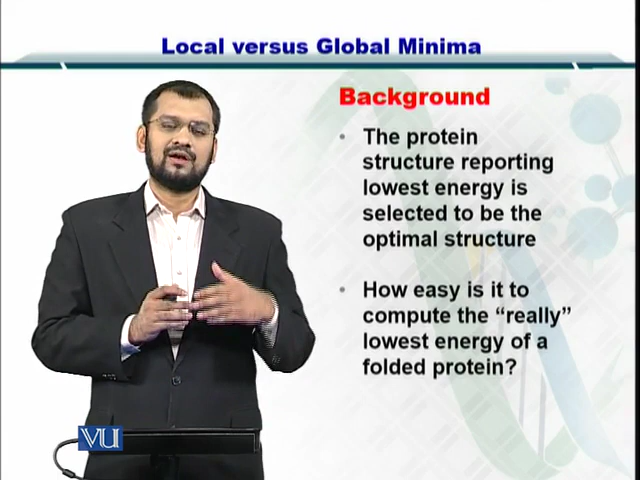 Local versus Global Minima
Background
• The protein
structure reporting
lowest energy is
selected to be the
optimal structure
• How easy is it to
compute the “really”
lowest energy of a
folded protein?
VU